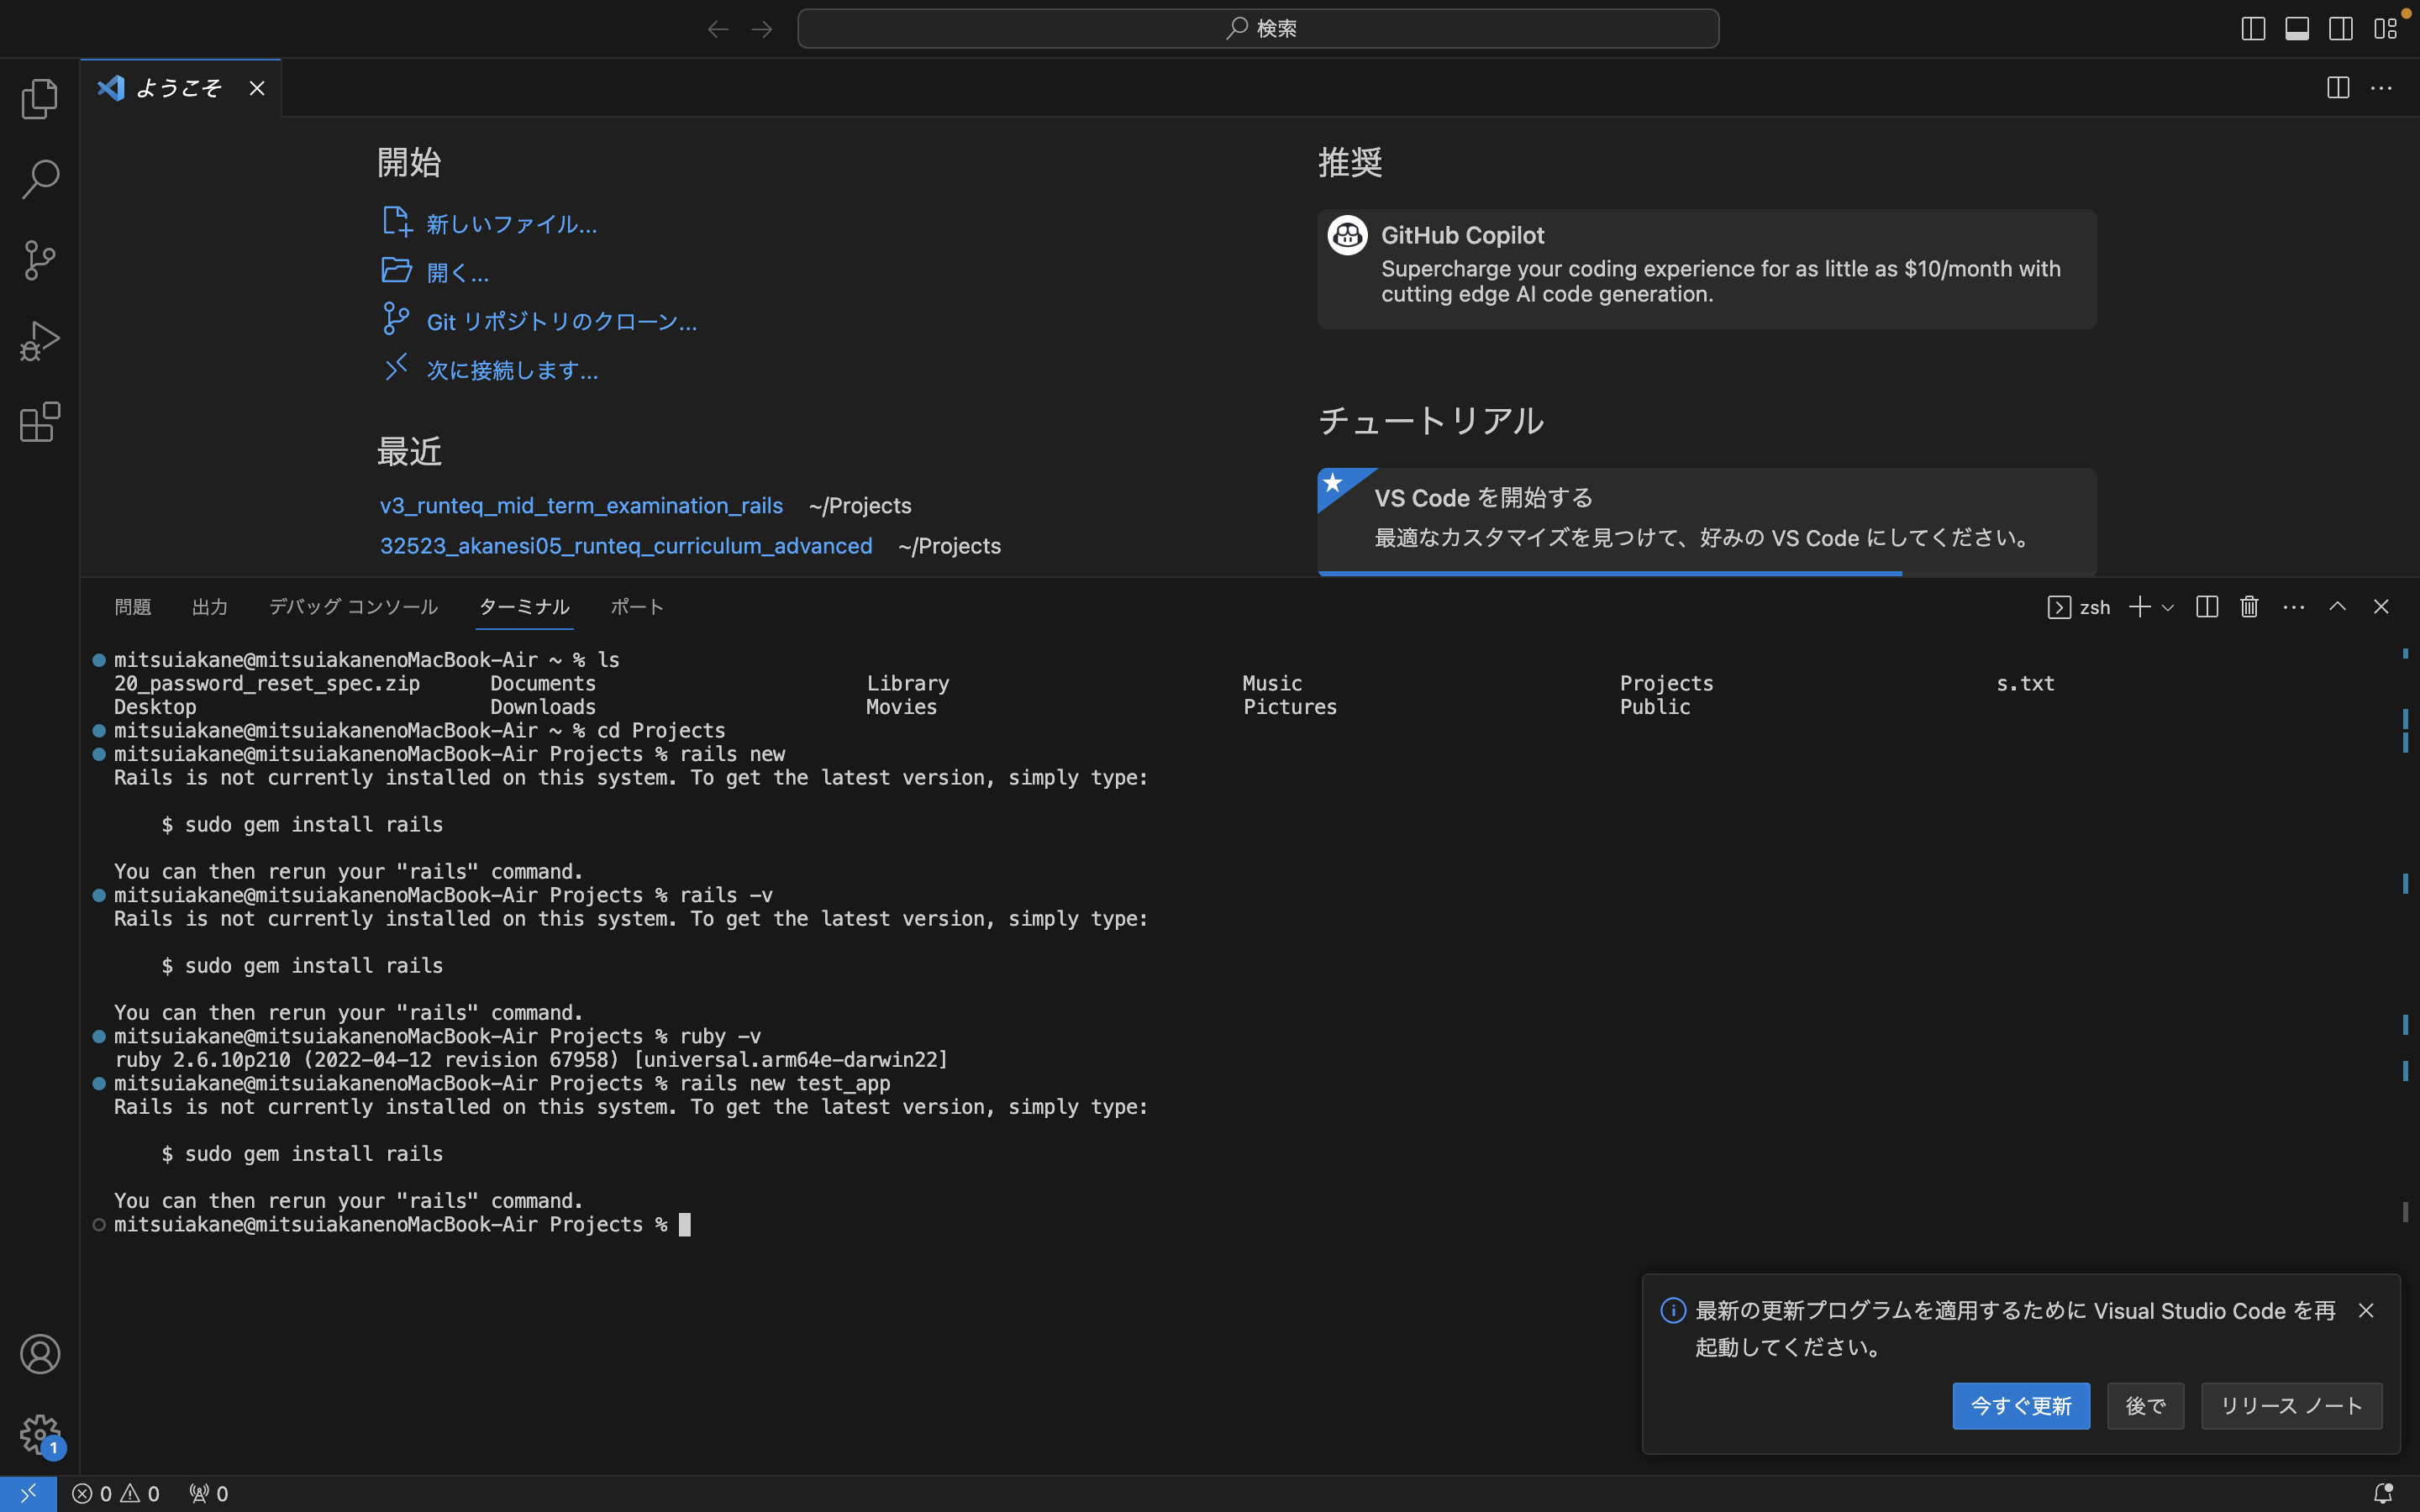 検索
ようこそ
開始
新しいファイル...
開く...
Git リポジトリのクローン...
次に接続します...
最近
v3_runteq_mid_term_examination_rails ~/Projects
32523_akanesi05_runteq_curriculum_advanced ~/Projects
推奨
GitHub Copilot
Supercharge your coding experience for as little as $10/month with
cutting edge AI code generation.
チュートリアル
VS Code を開始する
最適なカスタマイズを見つけて、好みの VS Code にしてください。
問題 出力 デバッグ コンソール ターミナル ポート
zsh
mitsuiakane@mitsuiakanenoMacBook-Air ~ % ls
20_password_reset_spec.zip Documents Library Music Projects s.txt
Desktop Downloads Movies Pictures Public
mitsuiakane@mitsuiakanenoMacBook-Air ~ % cd Projects
mitsuiakane@mitsuiakanenoMacBook-Air Projects % rails new
Rails is not currently installed on this system. To get the latest version, simply type:
$ sudo gem install rails
You can then rerun your "rails" command.
mitsuiakane@mitsuiakanenoMacBook-Air Projects % rails -v
Rails is not currently installed on this system. To get the latest version, simply type:
$ sudo gem install rails
You can then rerun your "rails" command.
mitsuiakane@mitsuiakanenoMacBook-Air Projects % ruby -v
ruby 2.6.10p210 (2022-04-12 revision 67958) [universal.arm64e-darwin22]
mitsuiakane@mitsuiakanenoMacBook-Air Projects % rails new test_app
Rails is not currently installed on this system. To get the latest version, simply type:
$ sudo gem install rails
You can then rerun your "rails" command.
mitsuiakane@mitsuiakanenoMacBook-Air Projects %
最新の更新プログラムを適用するために Visual Studio Code を再
起動してください。
今すぐ更新 後で リリース ノート
1
0 0 0